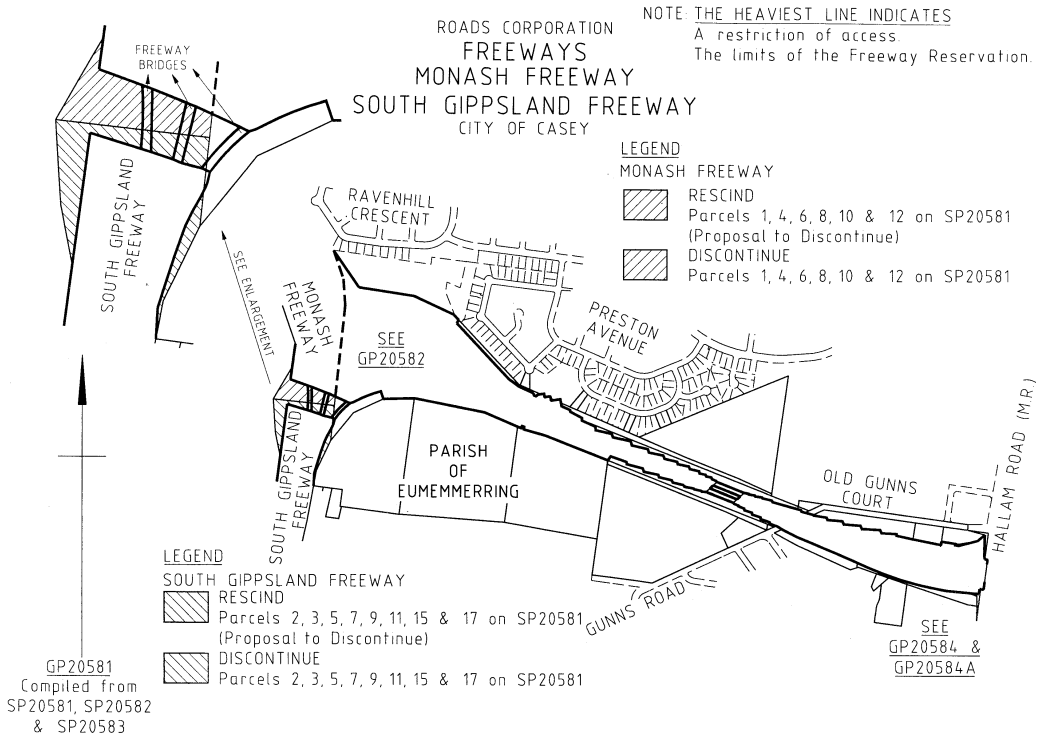 ROADS CORPORATION
FREEWAYS
MONASH FREEWAY
SOUTH GIPPSLAND FREEWAY
CITY OF CASEY
NOTE: THE HEAVIEST LINE INDICATES
A restriction of access.
The limits of the Freeway Reservation.
FREEWAY
BRIDGES
LEGEND
MONASH FREEWAY
RESCIND
Parcels 1, 4, 6, 8, 10 & 12 on SP20581
(Proposal to Discontinue)
DISCONTINUE
Parcels 1, 4, 6, 8, 10 & 12 on SP20581
SOUTH GIPPSLAND
FREEWAY
RAVENHILL
CRESCENT
SEE ENLARGEMENT
MONASH
FREEWAY
SEE
GP20582
PRESTON
AVENUE
SOUTH GIPPSLAND
FREEWAY
PARISH
OF
EUMEMMERRING
OLD GUNNS
COURT
HALLAM ROAD (M.R.)
GUNNS ROAD
LEGEND
SOUTH GIPPSLAND FREEWAY
RESCIND
Parcels 2, 3, 5, 7, 9, 11, 15 & 17 on SP20581
(Proposal to Discontinue)
DISCONTINUE
Parcels 2, 3, 5, 7, 9, 11, 15 & 17 on SP20581
SEE
GP20584 &
GP20584A
GP20581
Compiled from
SP20581, SP20582
& SP20583